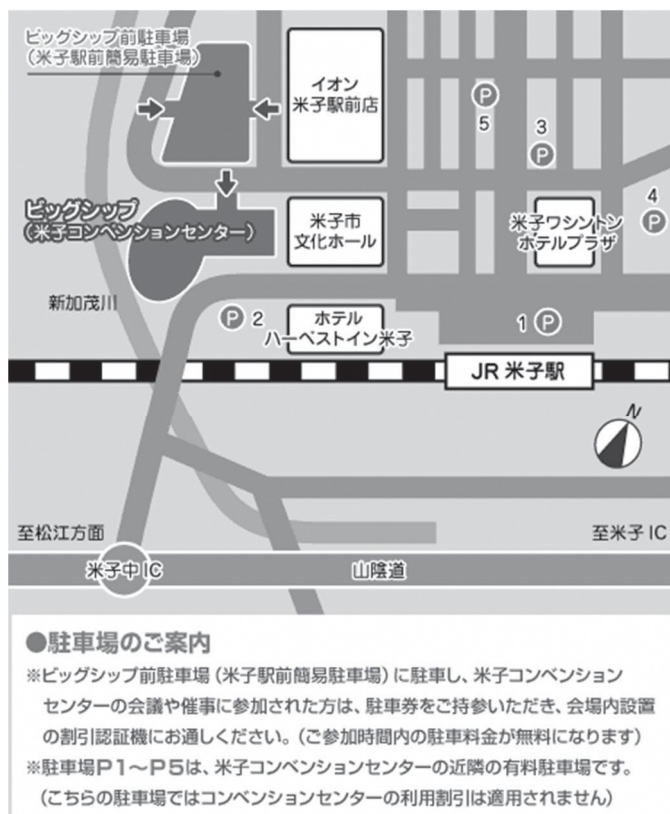 ビッグシップ前駐車場
（米子駅前簡易駐車場）
イオン
米子駅前店
P
5
3
P
4
P
ビッグシップ
（米子コンベンションセンター）
米子市
文化ホール
米子ワシントン
ホテルプラザ
新加茂川
P 2
ホテル
ハーベストイン米子
1 P
JR 米子駅
N
至松江方面
至米子 IC
米子中 IC
山陰道
●駐車場のご案内
※ビッグシップ前駐車場（米子駅前簡易駐車場）に駐車し、米子コンベンション
センターの会議や催事に参加された方は、駐車券をご持参いただき、会場内設置
の割引認証機にお通しください。（ご参加時間内の駐車料金が無料になります）
※駐車場P1～P5は、米子コンベンションセンターの近隣の有料駐車場です。
（こちらの駐車場ではコンベンションセンターの利用割引は適用されません）